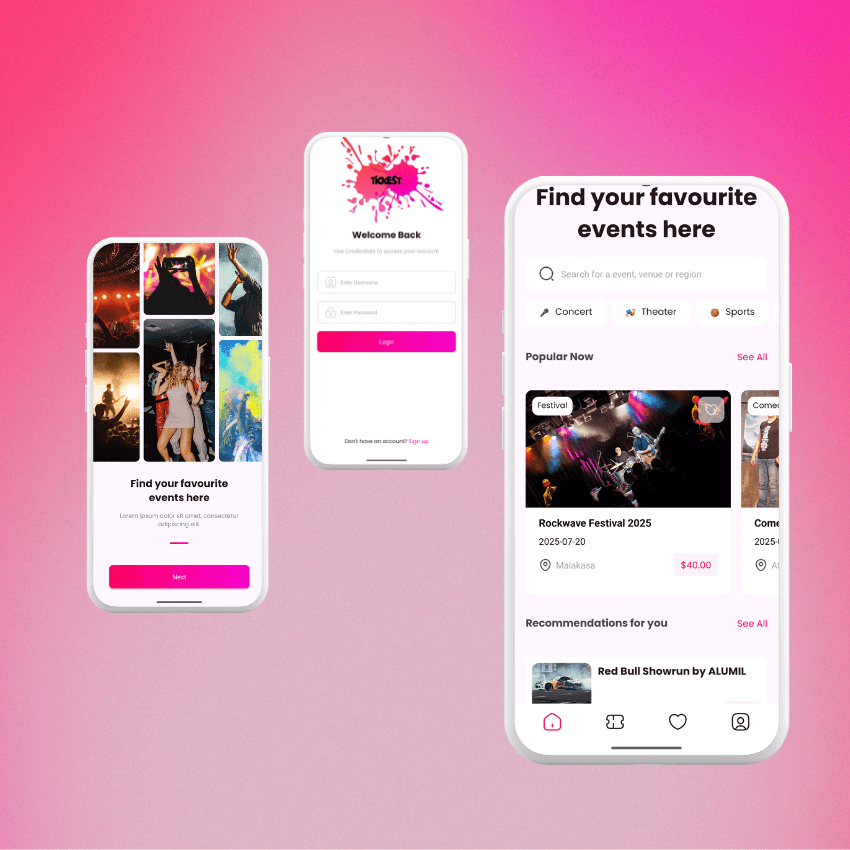 Find your favourite
events here
Lorem ipsum dolor sit amet, consectetur
adipiscing elit.
Next
TICKEST
Welcome Back
Use Credentials to access your account
Enter Username
Enter Password
Login
Don't have an account? Sign up
Find your favourite
events here
Search for a event, venue or region
Concert
Theater
Sports
Popular Now
See All
Festival
Rockwave Festival 2025
2025-07-20
Malakasa
$40.00
Come
Come
2025-
At
Recommendations for you
See All
Red Bull Showrun by ALUMIL